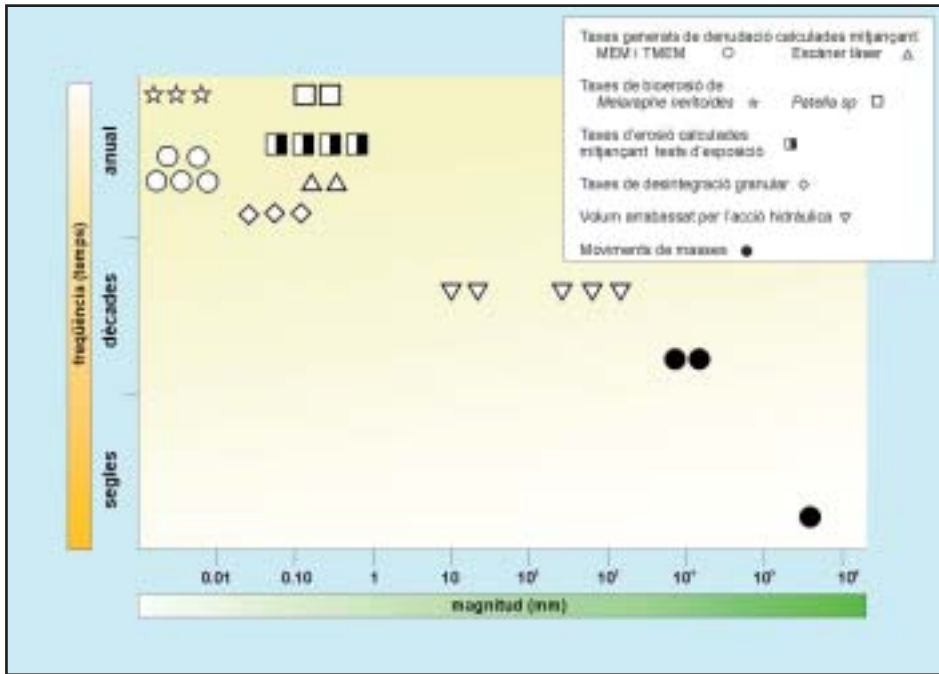 Taxes generals de denudació calculades mitjançant
MEM i TMEM Escàner làser
Taxes de bioerosió de
Melaraphe neritoides Patella sp
Taxes d'erosió calculades
mitjançant tests d'exposició
Taxes de desintegració granular
Volum arrabassat per l'acció hidràulica
Moviments de masses
freqüència (temps)
anual
dècades
segles
0.01 0.10 1 10
magnitud (mm)